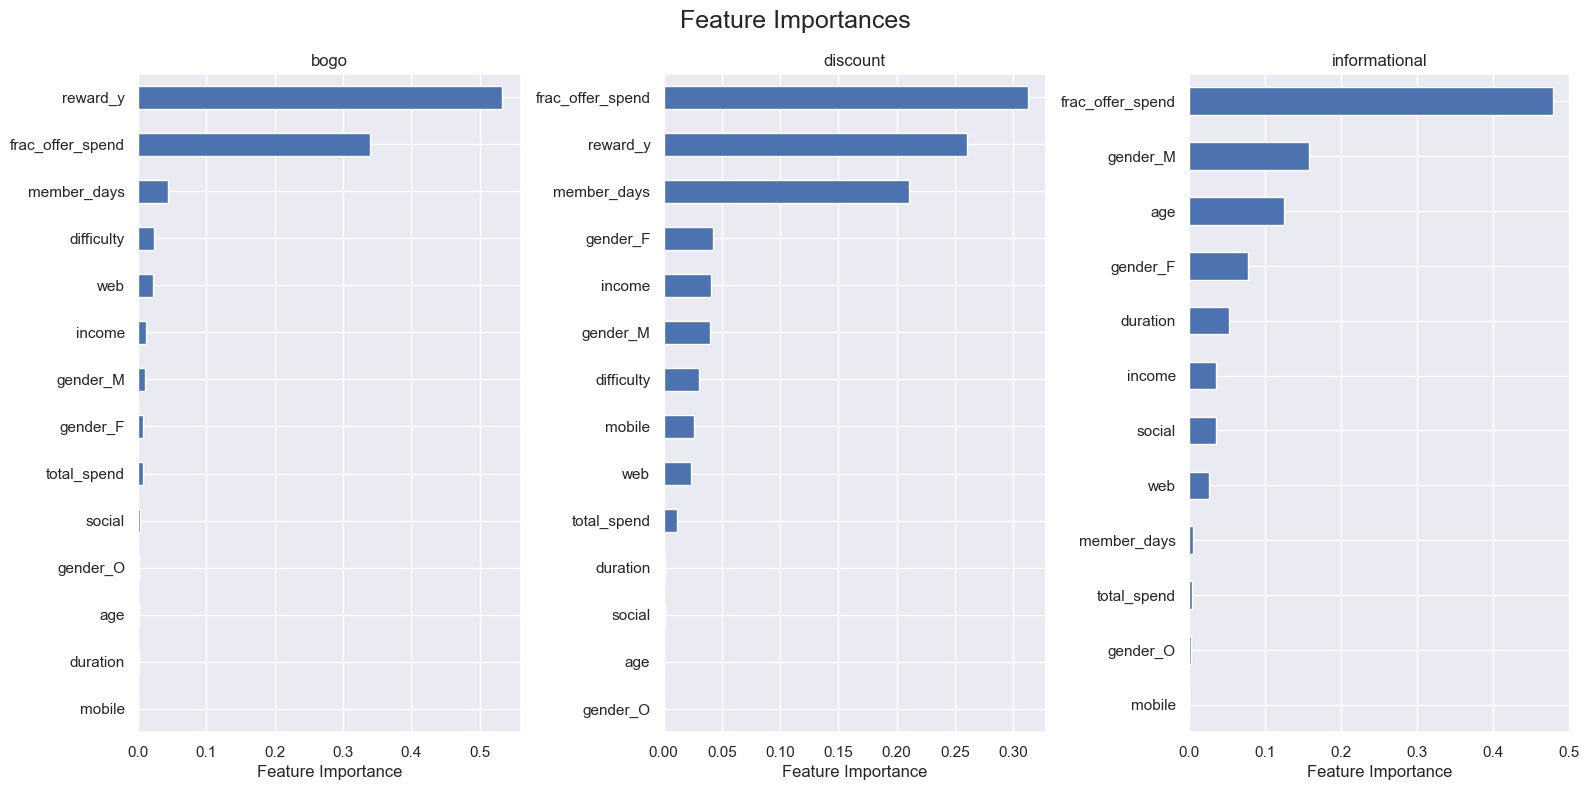 Feature Importances
bogo
reward_y
frac_offer_spend
member_days
difficulty
web
income
gender_M
gender_F
total_spend
social
gender_O
age
duration
mobile
0.0 0.1 0.2 0.3 0.4 0.5
Feature Importance
discount
frac_offer_spend
reward_y
member_days
gender_F
income
gender_M
difficulty
mobile
web
total_spend
duration
social
age
gender_O
0.00 0.05 0.10 0.15 0.20 0.25 0.30
Feature Importance
informational
frac_offer_spend
gender_M
age
gender_F
duration
income
social
web
member_days
total_spend
gender_O
mobile
0.0 0.1 0.2 0.3 0.4 0.5
Feature Importance